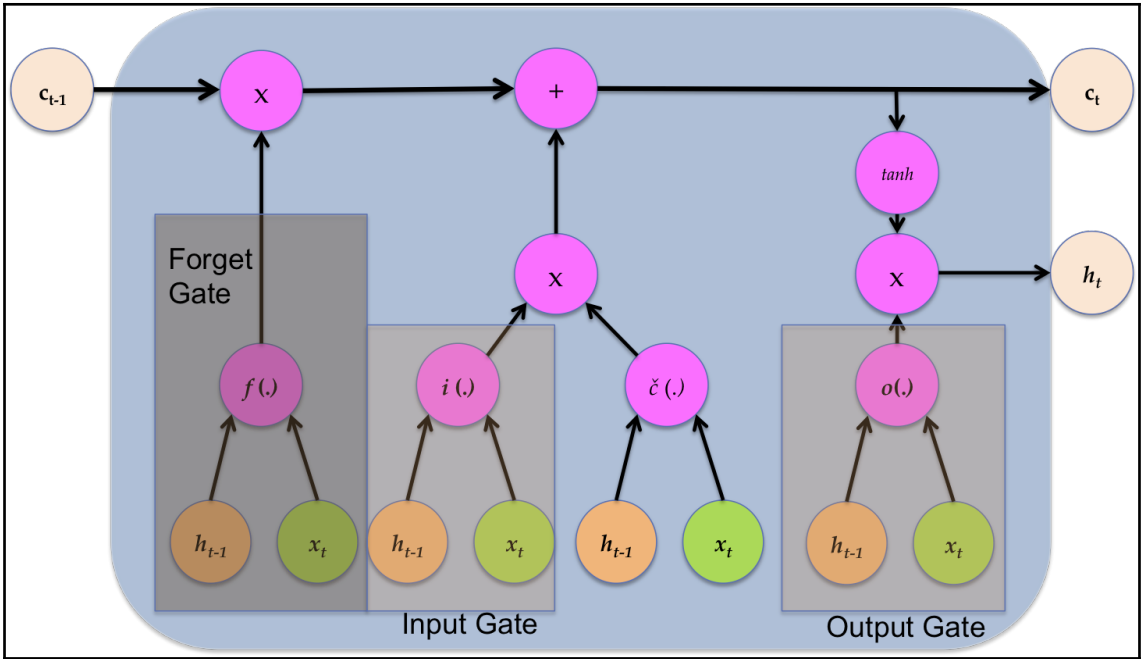 c_{t-1}
x
+
c_t
tanh
Forget
Gate
x
x
h_t
f (.)
i (.)
č (.)
o(.)
h_{t-1}
x_t
h_{t-1}
x_t
h_{t-1}
x_t
h_{t-1}
x_t
Input Gate
Output Gate